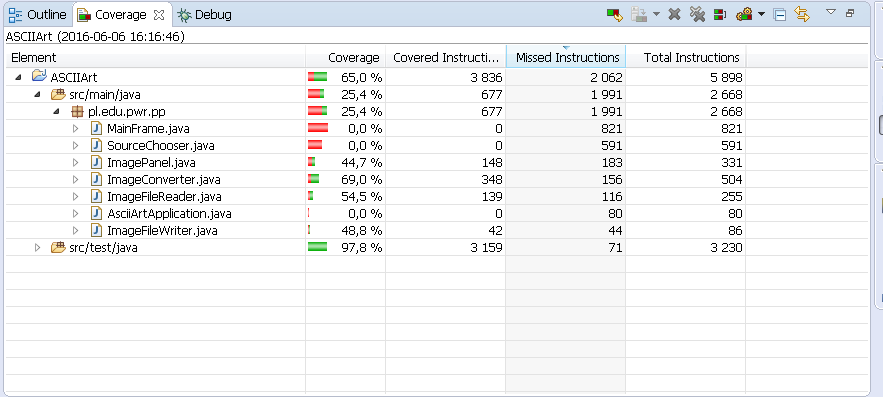 Outline Coverage Debug
ASCIIArt (2016-06-06 16:16:46)
Element Coverage Covered Instructi... Missed Instructions Total Instructions
ASCIIArt 65,0 % 3 836 2 062 5 898
src/main/java 25,4 % 677 1 991 2 668
pl.edu.pwr.pp 25,4 % 677 1 991 2 668
MainFrame.java 0,0 % 0 821 821
SourceChooser.java 0,0 % 0 591 591
ImagePanel.java 44,7 % 148 183 331
ImageConverter.java 69,0 % 348 156 504
ImageFileReader.java 54,5 % 139 116 255
AsciiArtApplication.java 0,0 % 0 80 80
ImageFileWriter.java 48,8 % 42 44 86
src/test/java 97,8 % 3 159 71 3 230